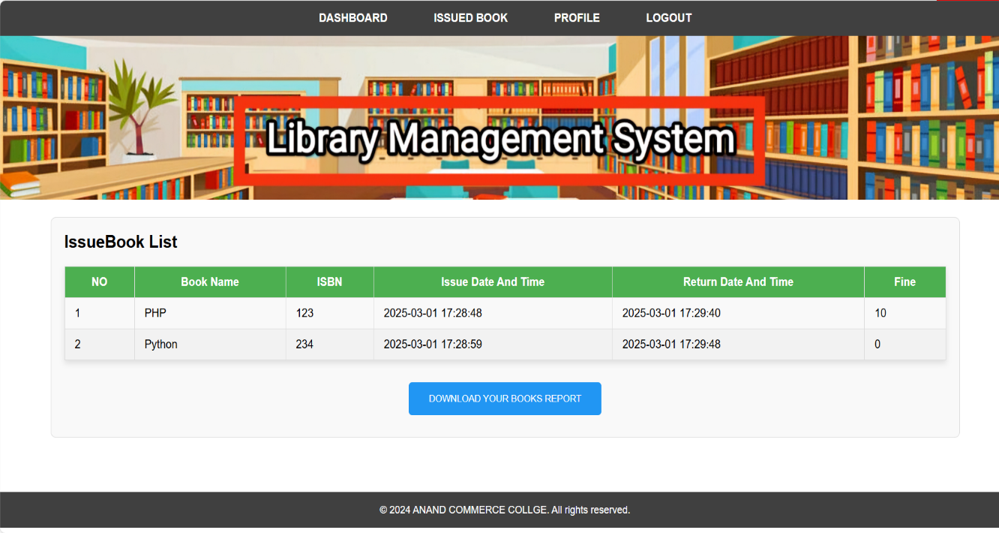 DASHBOARD ISSUED BOOK PROFILE LOGOUT
Library Management System
IssueBook List
NO Book Name ISBN Issue Date And Time Return Date And Time Fine
1 PHP 123 2025-03-01 17:28:48 2025-03-01 17:29:40 10
2 Python 234 2025-03-01 17:28:59 2025-03-01 17:29:48 0
DOWNLOAD YOUR BOOKS REPORT
© 2024 ANAND COMMERCE COLLGE. All rights reserved.